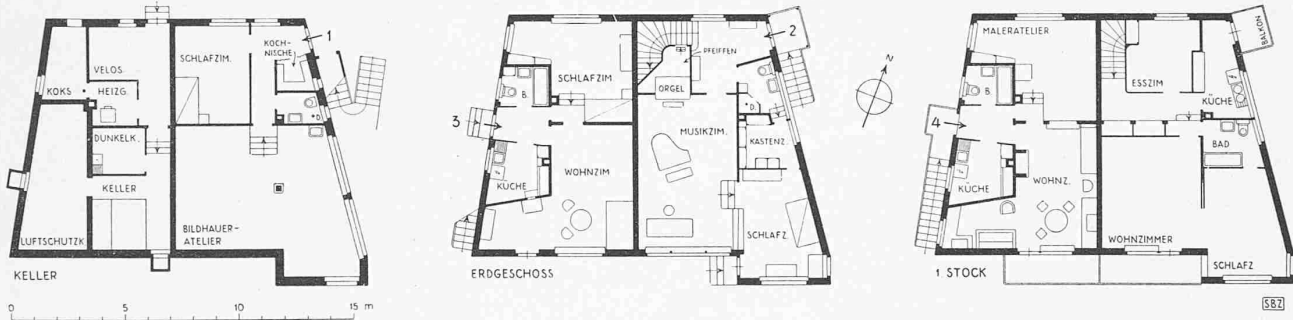 KOKS
VELOS.
HEIZG.
DUNKELK.
KELLER
LUFTSCHUTZK
SCHLAFZIM.
KOCH-
NISCHE
1
D.
BILDHAUER-
ATELIER
KELLER
0 5 10 15 m
SCHLAFZIM.
B.
3
KÜCHE
WOHNZIM
PFEIFFEN
2
ORGEL
D.
MUSIKZIM.
KASTENZ.
SCHLAFZ.
ERDGESCHOSS
N
MALERATELIER
B.
4
KÜCHE
WOHNZ.
ESSZIM
BALKON
KÜCHE
BAD
WOHNZIMMER
SCHLAFZ
1 STOCK
SBZ